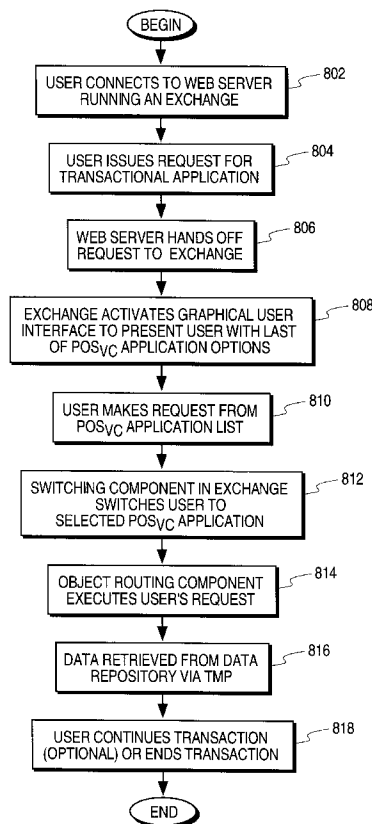 BEGIN
USER CONNECTS TO WEB SERVER
RUNNING AN EXCHANGE
802
USER ISSUES REQUEST FOR
TRANSACTIONAL APPLICATION
804
WEB SERVER HANDS OFF
REQUEST TO EXCHANGE
806
EXCHANGE ACTIVATES GRAPHICAL USER
INTERFACE TO PRESENT USER WITH LAST
OF POSVC APPLICATION OPTIONS
808
USER MAKES REQUEST FROM
POSVC APPLICATION LIST
810
SWITCHING COMPONENT IN EXCHANGE
SWITCHES USER TO
SELECTED POSVC APPLICATION
812
OBJECT ROUTING COMPONENT
EXECUTES USER'S REQUEST
814
DATA RETRIEVED FROM DATA
REPOSITORY VIA TMP
816
USER CONTINUES TRANSACTION
(OPTIONAL) OR ENDS TRANSACTION
818
END